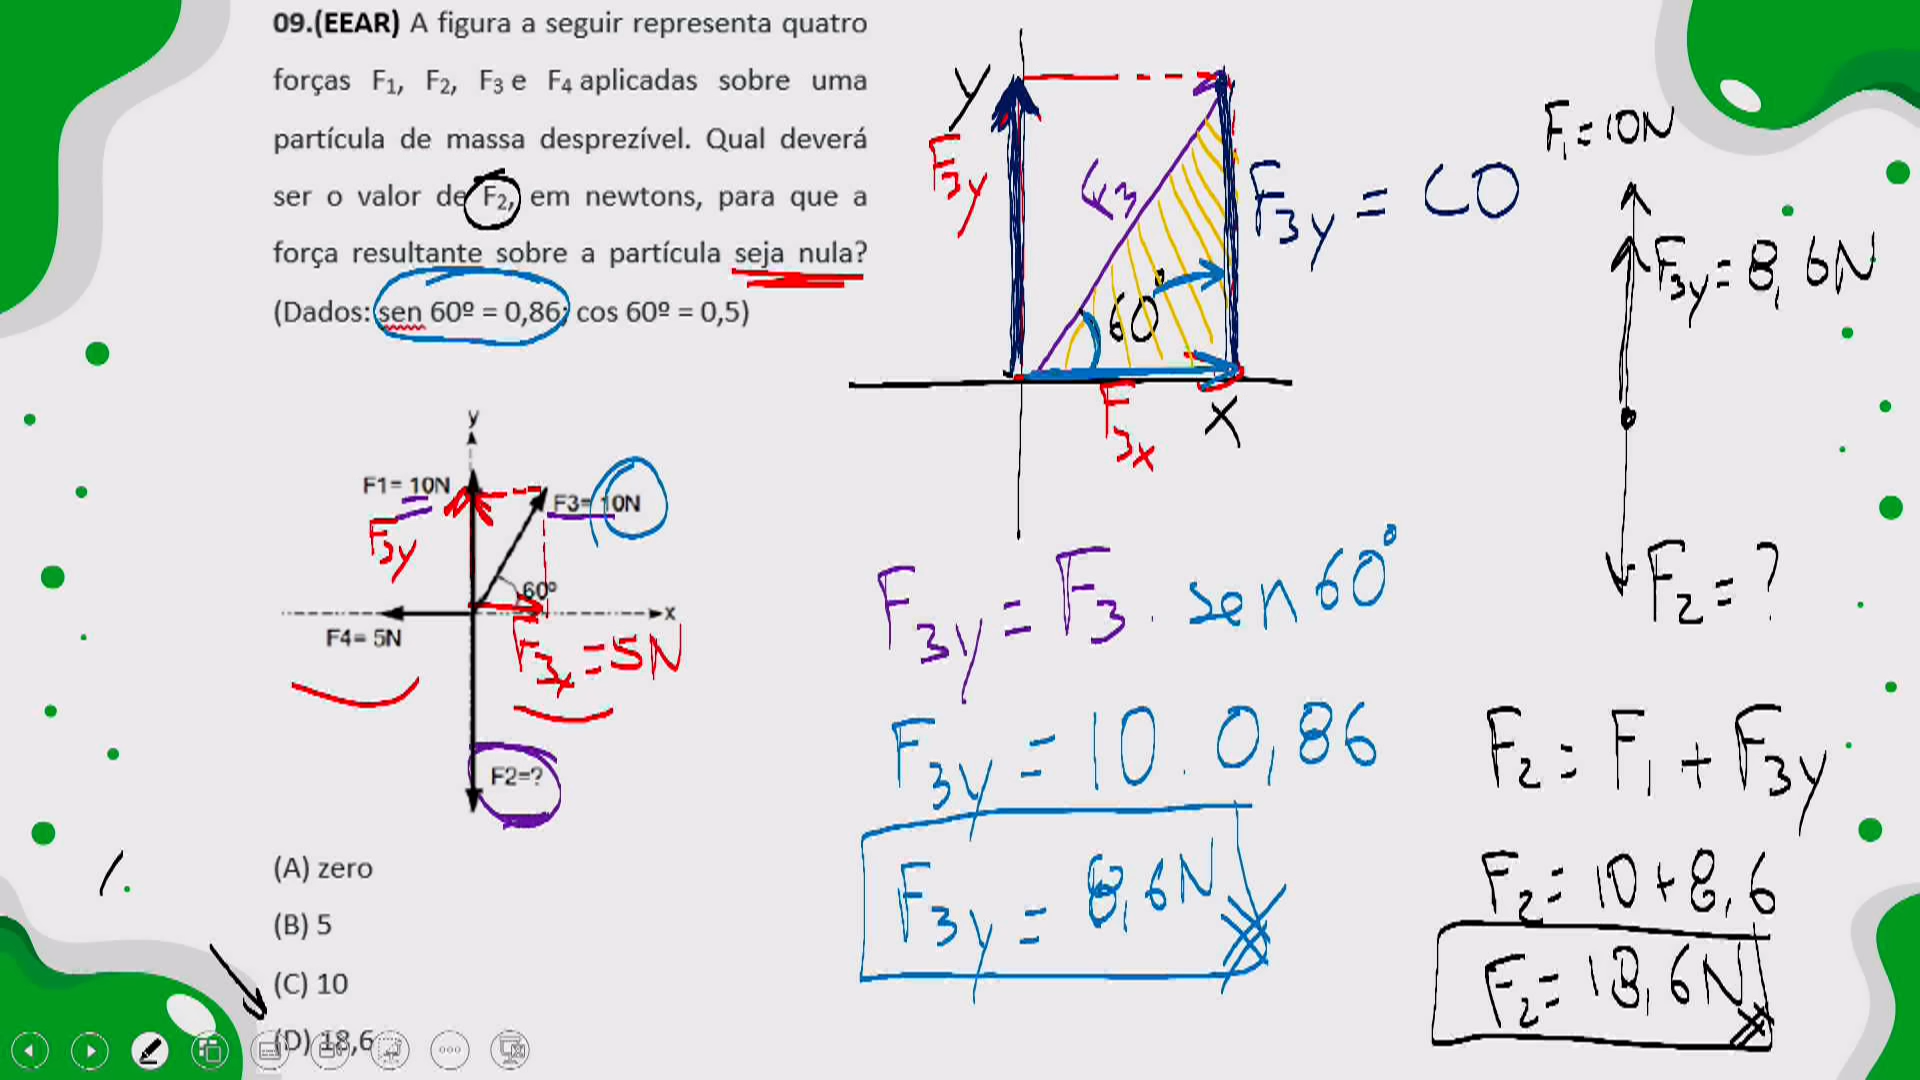 09.(EEAR) A figura a seguir representa quatro
forças F1, F2, F3 e F4 aplicadas sobre uma
partícula de massa desprezível. Qual deverá
ser o valor de F2, em newtons, para que a
força resultante sobre a partícula seja nula?
(Dados: sen 60º = 0,86; cos 60º = 0,5)
y
F1= 10N
F3= 10N
F3y
60º
x
F4= 5N
F3x = 5N
F2=?
(A) zero
(B) 5
(C) 10
(D) 18,6
y
F3y
F3
F3y = CO
60°
F3x
x
F3y = F3 . sen 60°
F3y = 10 . 0,86
F3y = 8,6N
F1 = 10N
F3y = 8,6N
F2 = ?
F2 = F1 + F3y
F2 = 10 + 8,6
F2 = 18,6N